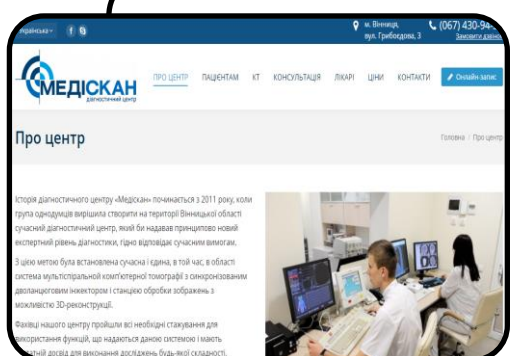 Українська
м. Вінниця,
вул. Грибоєдова, 3
(067) 430-94-
Замовити дзвінок
МЕДІСКАН
діагностичний центр
ПРО ЦЕНТР ПАЦІЄНТАМ КТ КОНСУЛЬТАЦІЯ ЛІКАРІ ЦІНИ КОНТАКТИ Онлайн-запис
Про центр
Головна / Про центр
Історія діагностичного центру «Медіскан» починається з 2011 року, коли
група однодумців вирішила створити на території Вінницької області
сучасний діагностичний центр, який би надавав принципово новий
експертний рівень діагностики, гідно відповідає сучасним вимогам.
З цією метою була встановлена сучасна і єдина, в той час, в області
система мультиспіральної комп'ютерної томографії з синхронізованим
дволанцюговим інжектором і станцією обробки зображень з
можливістю 3D-реконструкції.
Фахівці нашого центру пройшли всі необхідні стажування для
використання функцій, що надаються даною системою і мають
досвід для виконання досліджень будь-якої складності.